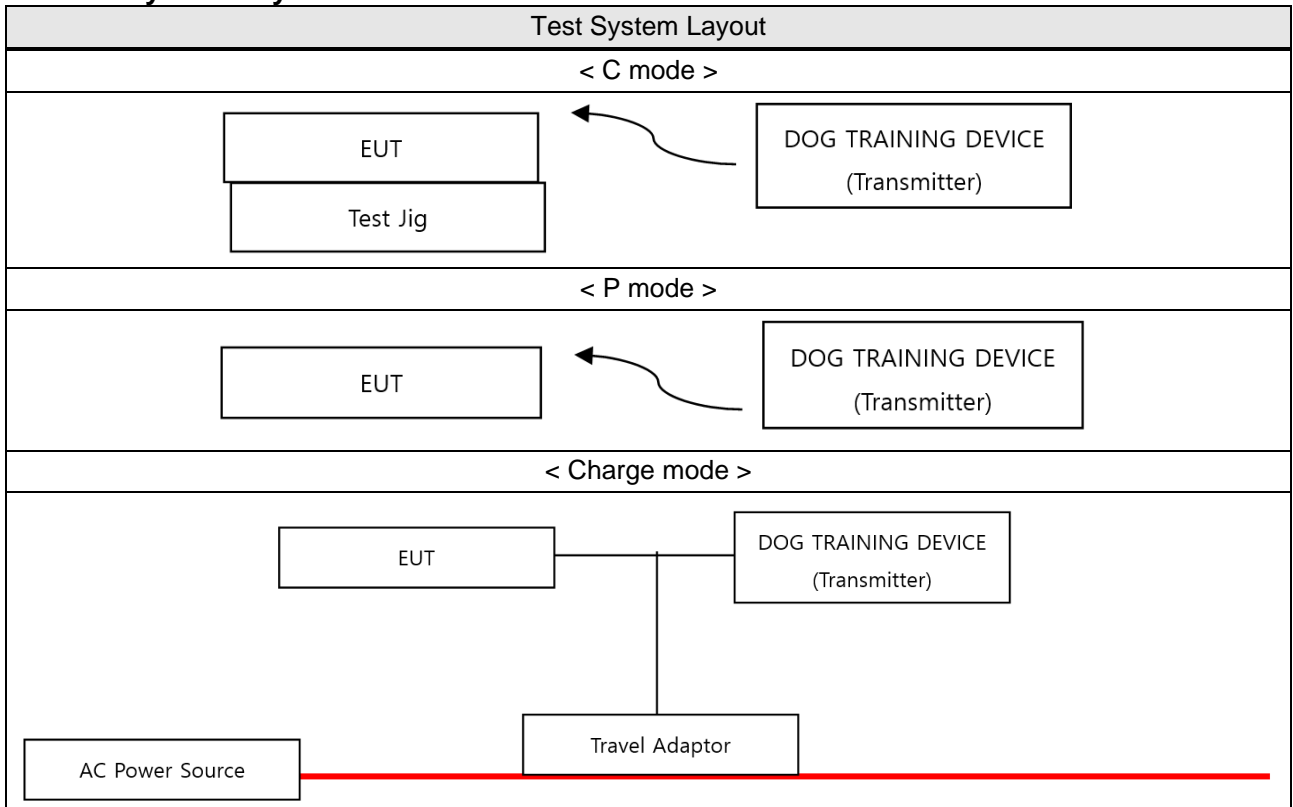 Test System Layout
< C mode >
EUT
DOG TRAINING DEVICE
(Transmitter)
Test Jig
< P mode >
EUT
DOG TRAINING DEVICE
(Transmitter)
< Charge mode >
EUT
DOG TRAINING DEVICE
(Transmitter)
Travel Adaptor
AC Power Source